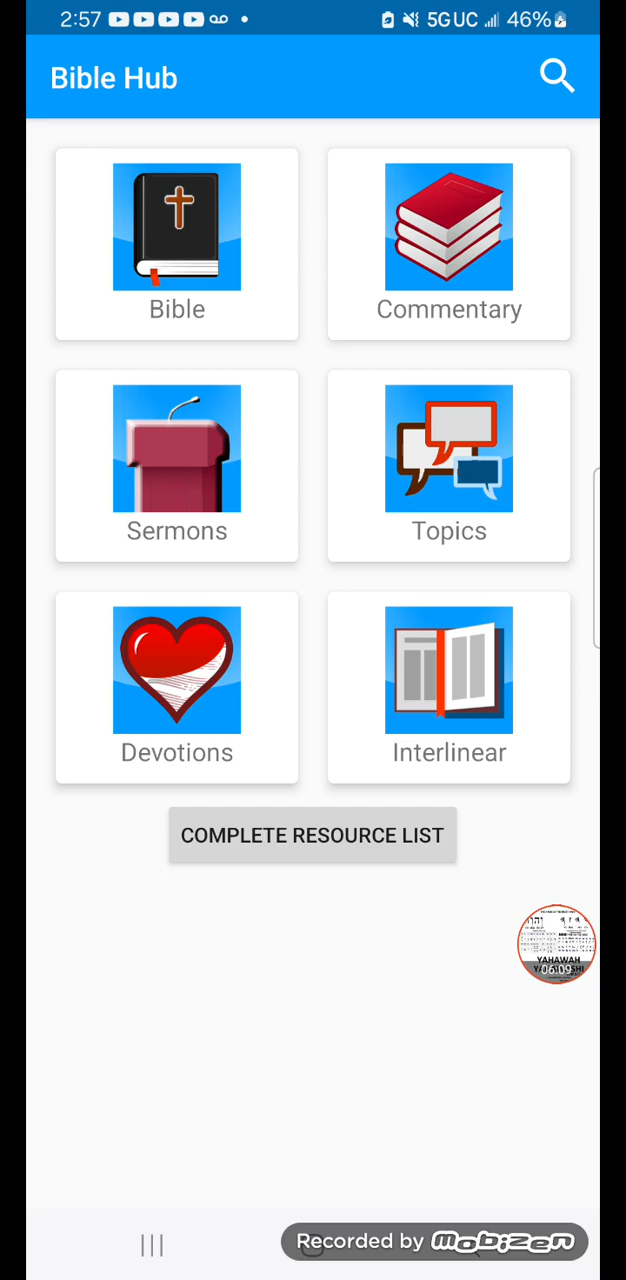 2:57 5G UC 46%
Bible Hub
Bible
Commentary
Sermons
Topics
Devotions
Interlinear
COMPLETE RESOURCE LIST
YAHAWAH
06:09
Recorded by mobizen